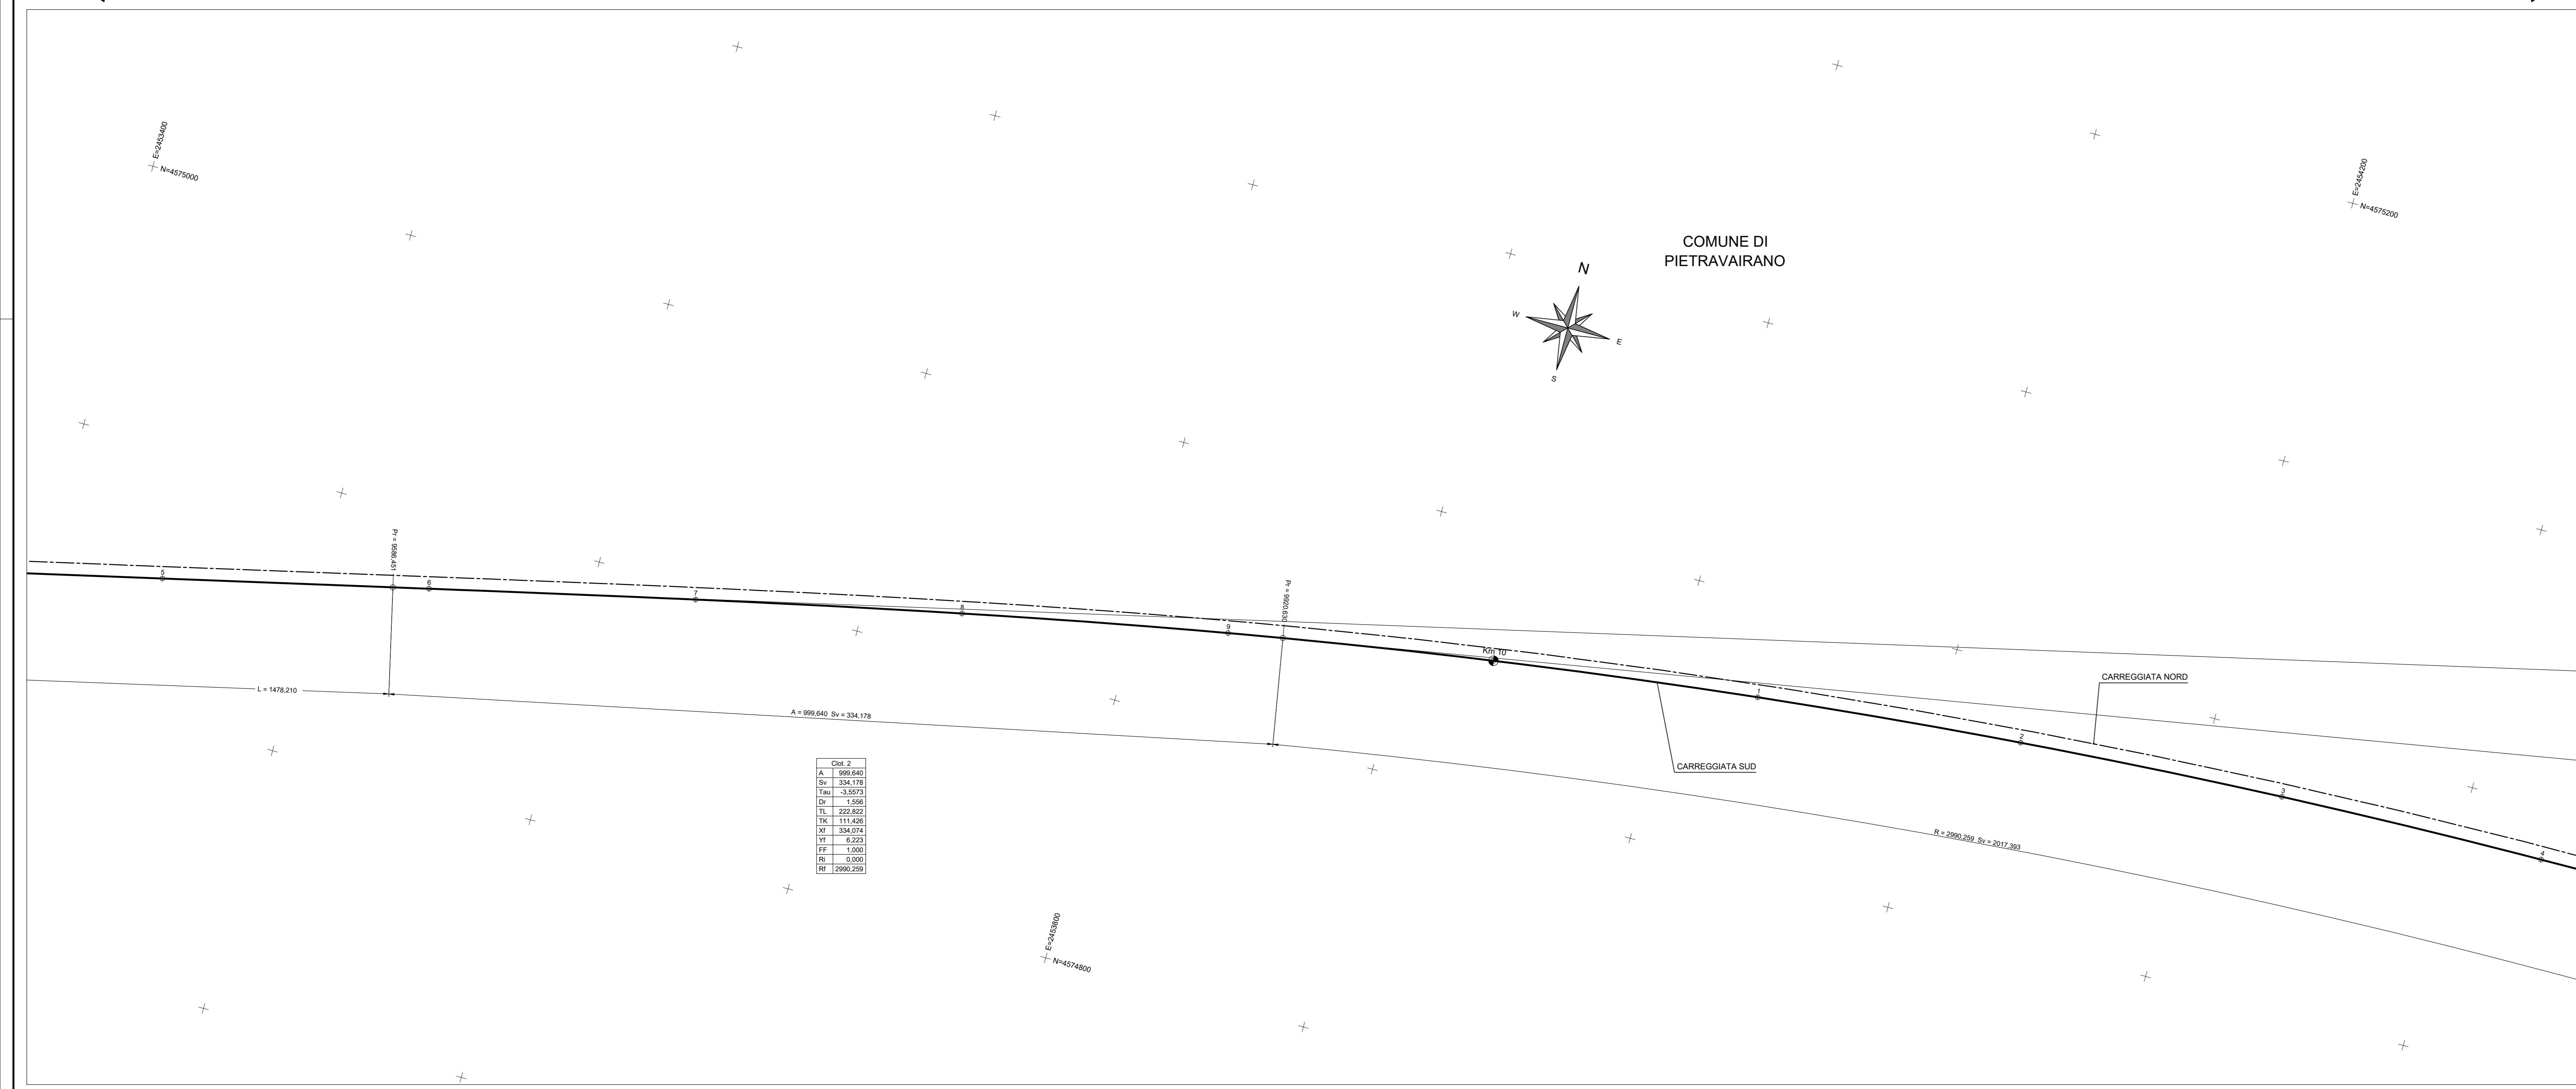 E=2453400
N=4575000
E=2454200
N=4575200
COMUNE DI
PIETRAVAIRANO
N
W
E
S
Pr = 9586,451
Pr = 9920,630
5
6
7
8
9
Km 10
1
2
3
4
CARREGGIATA NORD
CARREGGIATA SUD
L = 1478,210
A = 999,640 Sv = 334,178
R = 2990,259 Sv = 2017,393
Clot. 2
A 999,640
Sv 334,178
Tau -3,5573
Dr 1,556
TL 222,822
TK 111,426
Xf 334,074
Yf 6,223
FF 1,000
Ri 0,000
Rf 2990,259
E=2453800
N=4574800